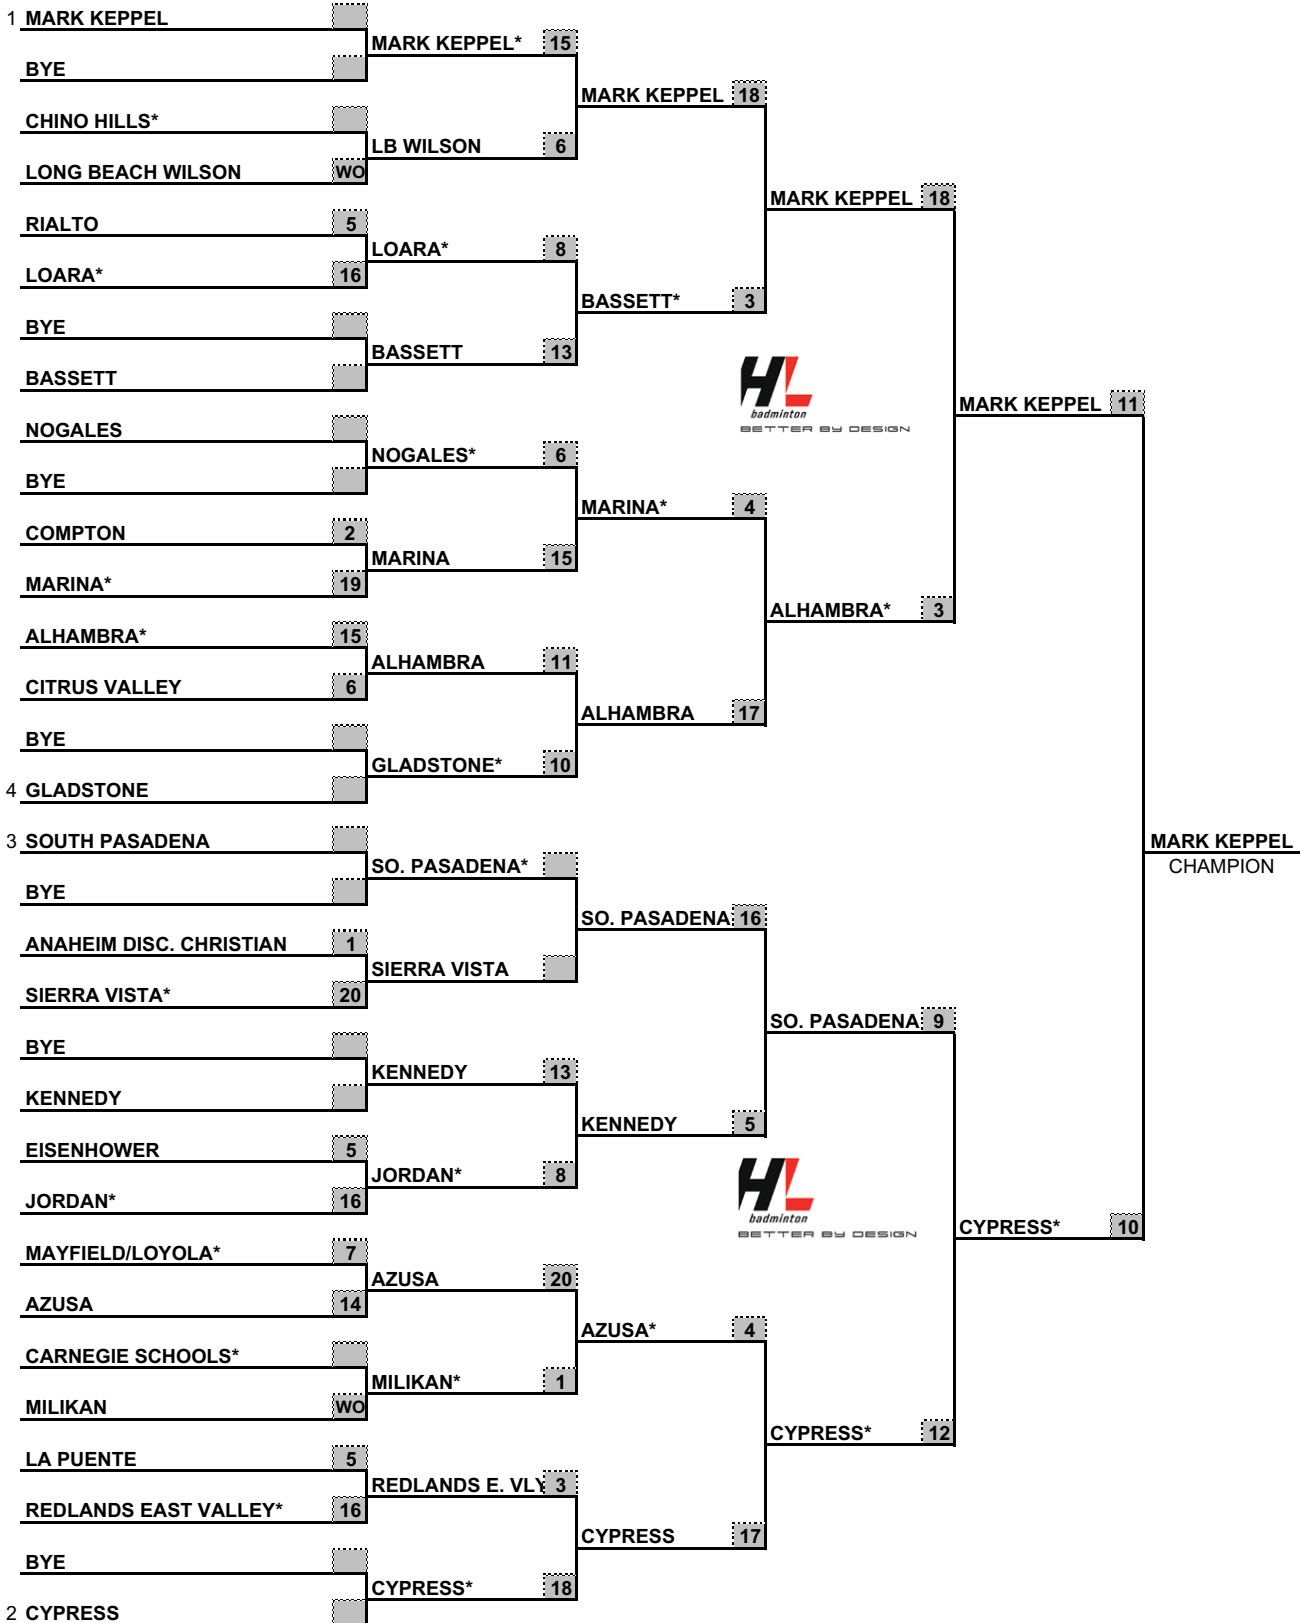 1 MARK KEPPEL
MARK KEPPEL* 15
BYE
MARK KEPPEL 18
CHINO HILLS*
LB WILSON 6
LONG BEACH WILSON WO
MARK KEPPEL 18
RIALTO 5
LOARA* 8
LOARA* 16
BASSETT* 3
BYE
BASSETT 13
BASSETT
HL
badminton
BETTER BY DESIGN
MARK KEPPEL 11
NOGALES
NOGALES* 6
BYE
MARINA* 4
COMPTON 2
MARINA 15
MARINA* 19
ALHAMBRA* 3
ALHAMBRA* 15
ALHAMBRA 11
CITRUS VALLEY 6
ALHAMBRA 17
BYE
GLADSTONE* 10
4 GLADSTONE
3 SOUTH PASADENA
MARK KEPPEL
CHAMPION
SO. PASADENA*
BYE
SO. PASADENA 16
ANAHEIM DISC. CHRISTIAN 1
SIERRA VISTA
SIERRA VISTA* 20
SO. PASADENA 9
BYE
KENNEDY 13
KENNEDY
KENNEDY 5
EISENHOWER 5
JORDAN* 8
JORDAN* 16
HL
badminton
BETTER BY DESIGN
CYPRESS* 10
MAYFIELD/LOYOLA* 7
AZUSA 20
AZUSA 14
AZUSA* 4
CARNEGIE SCHOOLS*
MILIKAN* 1
MILIKAN WO
CYPRESS* 12
LA PUENTE 5
REDLANDS E. VLY 3
REDLANDS EAST VALLEY* 16
CYPRESS 17
BYE
CYPRESS* 18
2 CYPRESS